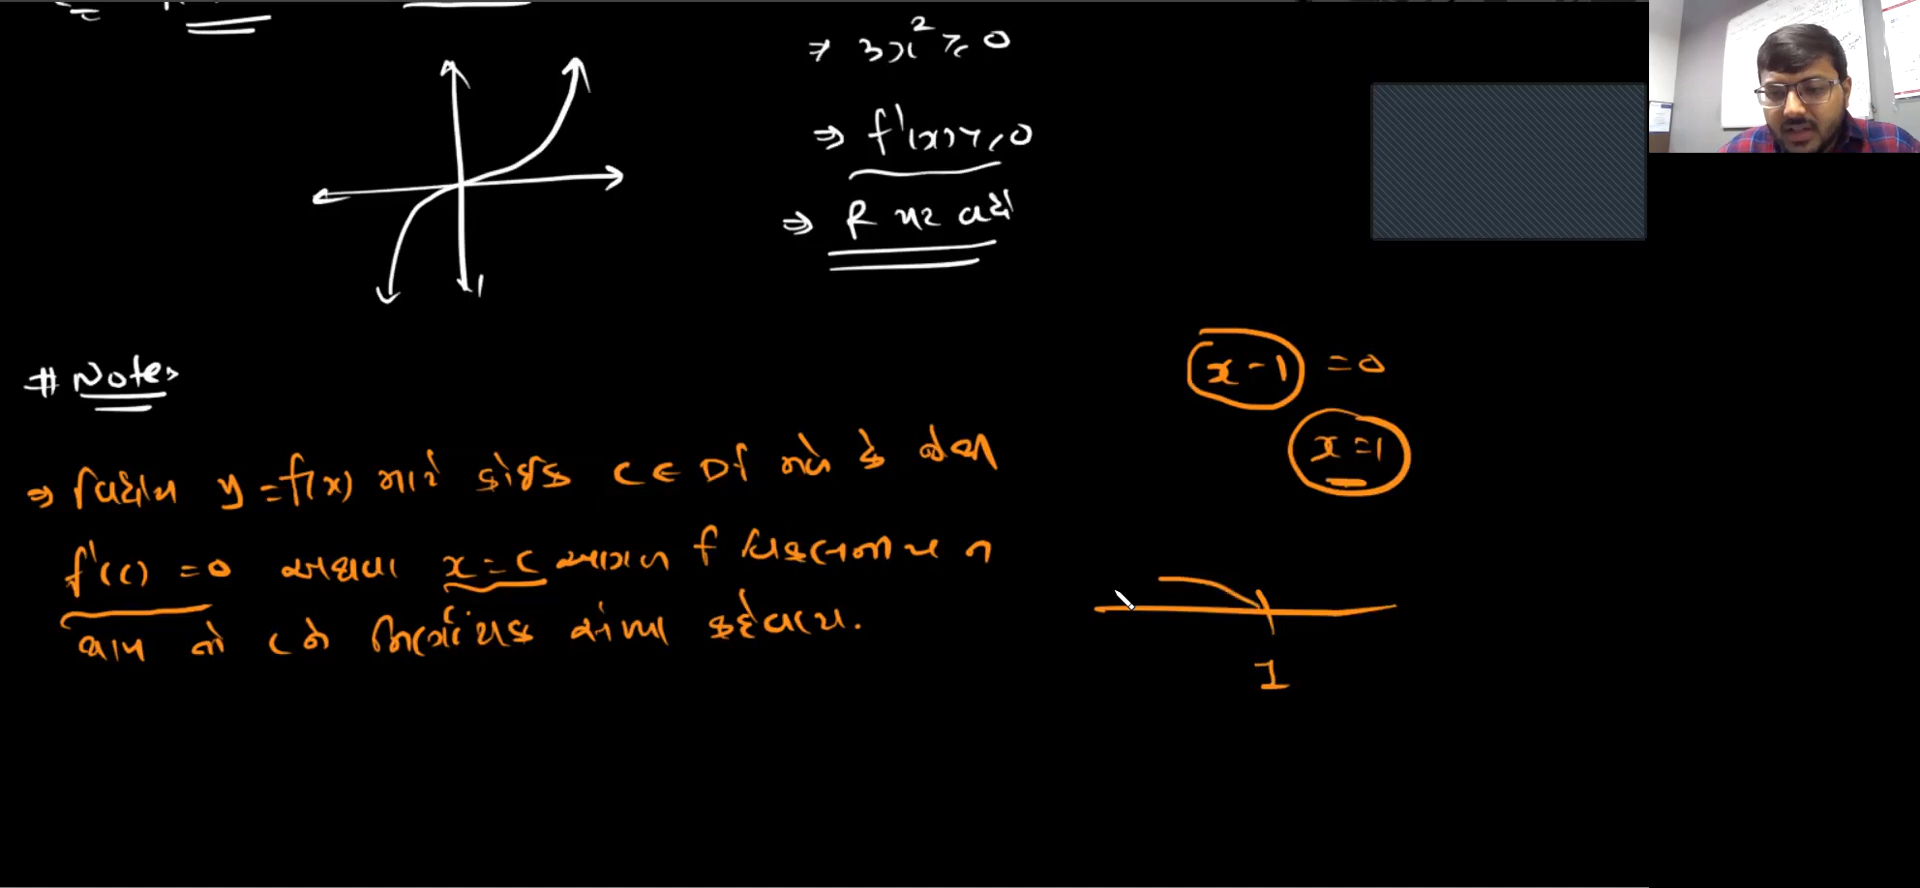 ⇒ 3x² ≥ 0
⇒ f'(x) ≥ 0
⇒ R પર વધે
# Notes
⇒ વિધેય y = f(x) માટે કોઈક c ∈ Df મળે કે જેથી
f'(c) = 0 અથવા x = c આગળ f વિકલનીય ન
થાય તો c ને નિર્ણાયક સંખ્યા કહેવાય.
x - 1 = 0
x = 1
1